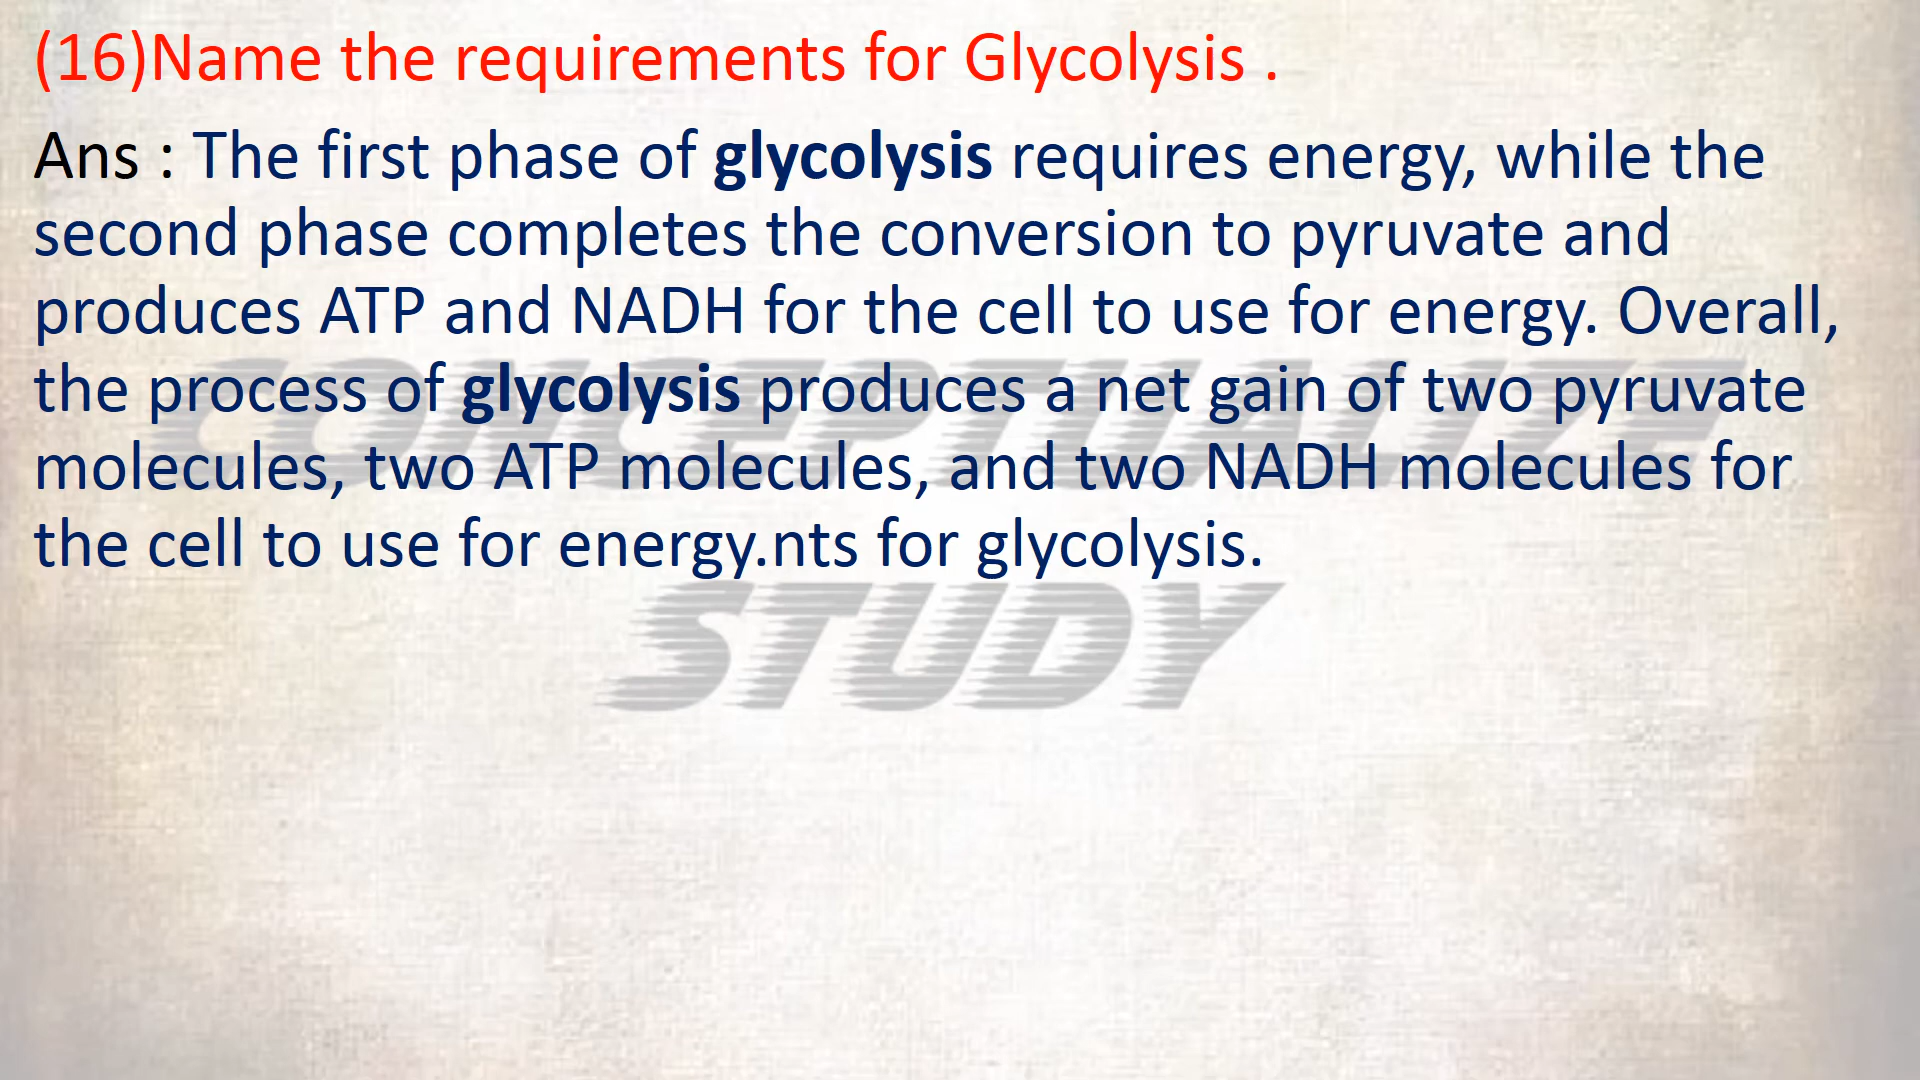 (16)Name the requirements for Glycolysis .
Ans : The first phase of glycolysis requires energy, while the
second phase completes the conversion to pyruvate and
produces ATP and NADH for the cell to use for energy. Overall,
the process of glycolysis produces a net gain of two pyruvate
molecules, two ATP molecules, and two NADH molecules for
the cell to use for energy.nts for glycolysis.
CONCEPTUALIZE
STUDY